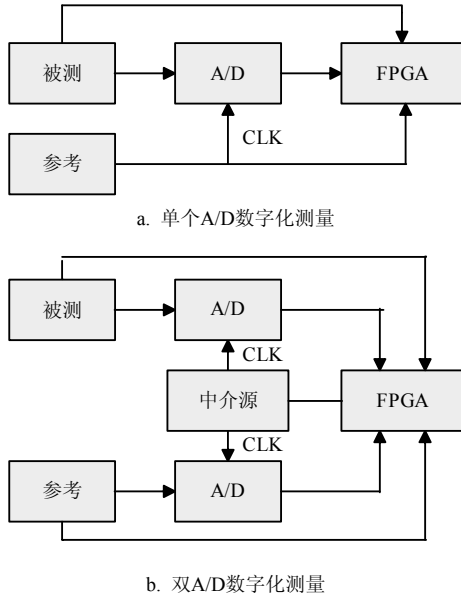 被测
A/D
FPGA
参考
CLK
a. 单个A/D数字化测量
被测
A/D
CLK
中介源
FPGA
CLK
参考
A/D
b. 双A/D数字化测量